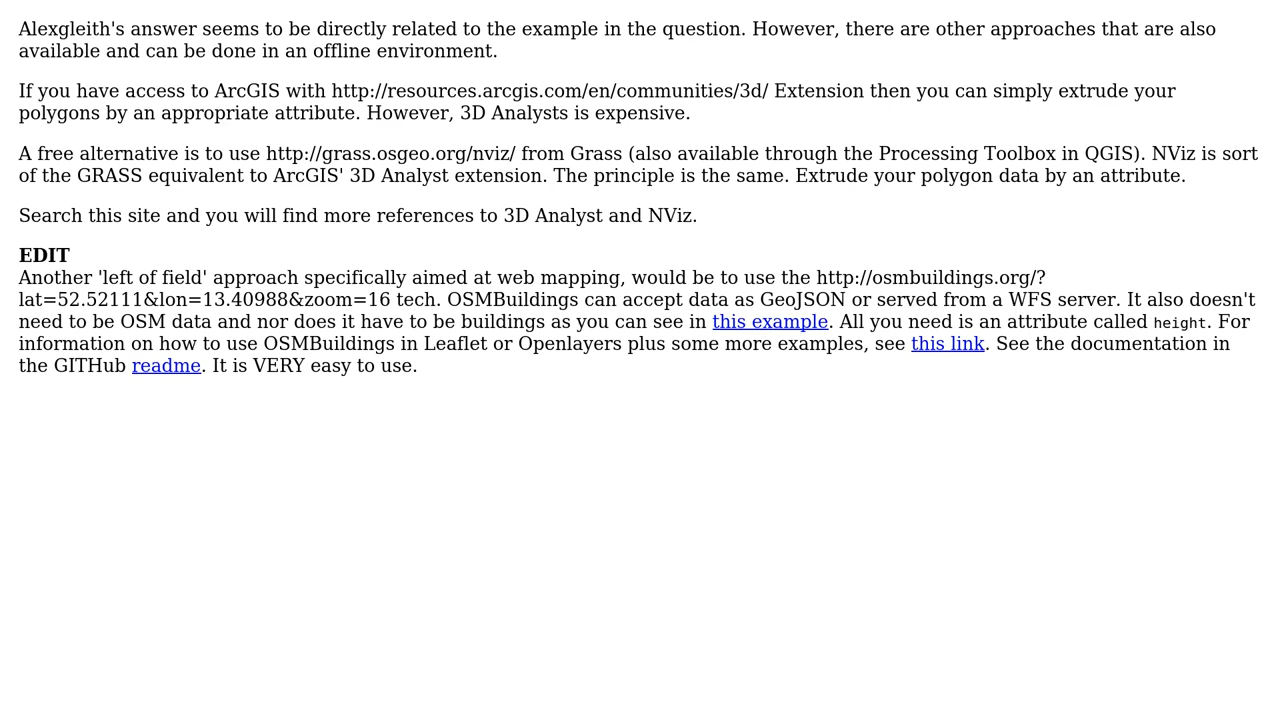 Alexgleith's answer seems to be directly related to the example in the question. However, there are other approaches that are also
available and can be done in an offline environment.
If you have access to ArcGIS with http://resources.arcgis.com/en/communities/3d/ Extension then you can simply extrude your
polygons by an appropriate attribute. However, 3D Analysts is expensive.
A free alternative is to use http://grass.osgeo.org/nviz/ from Grass (also available through the Processing Toolbox in QGIS). NViz is sort
of the GRASS equivalent to ArcGIS' 3D Analyst extension. The principle is the same. Extrude your polygon data by an attribute.
Search this site and you will find more references to 3D Analyst and NViz.
EDIT
Another 'left of field' approach specifically aimed at web mapping, would be to use the http://osmbuildings.org/?
lat=52.52111&lon=13.40988&zoom=16 tech. OSMBuildings can accept data as GeoJSON or served from a WFS server. It also doesn't
need to be OSM data and nor does it have to be buildings as you can see in this example. All you need is an attribute called height. For
information on how to use OSMBuildings in Leaflet or Openlayers plus some more examples, see this link. See the documentation in
the GITHub readme. It is VERY easy to use.